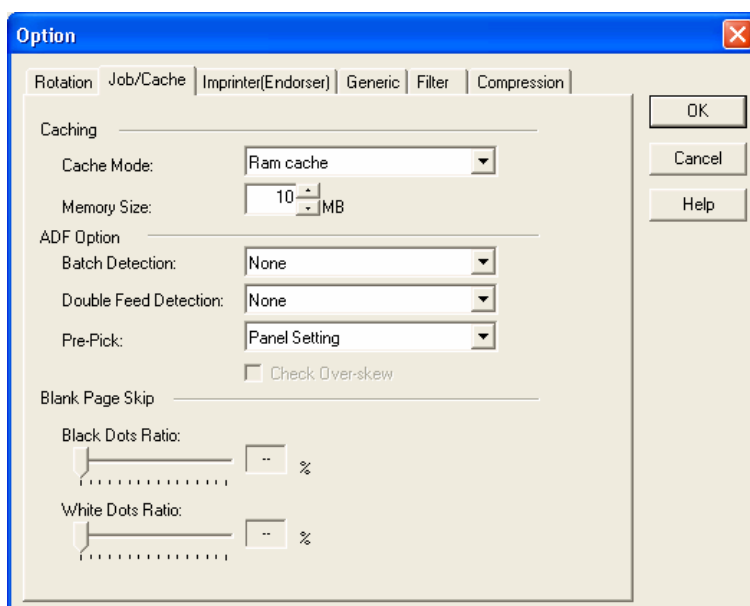 Option
Rotation Job/Cache Imprinter(Endorser) Generic Filter Compression
OK
Cancel
Help
Caching
Cache Mode: Ram cache
Memory Size: 10 MB
ADF Option
Batch Detection: None
Double Feed Detection: None
Pre-Pick: Panel Setting
Check Over-skew
Blank Page Skip
Black Dots Ratio:
-- %
White Dots Ratio:
-- %